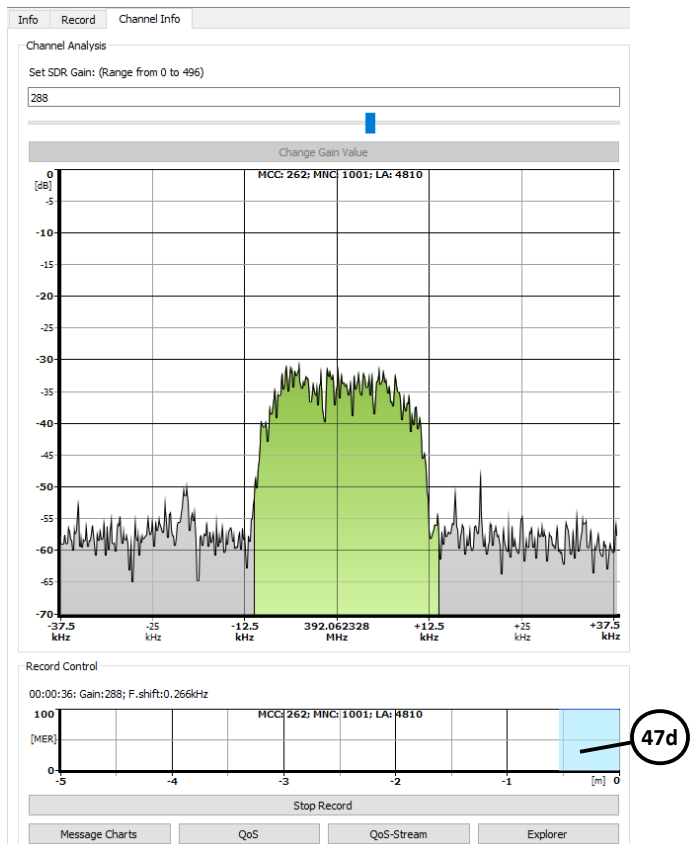 Info Record Channel Info
Channel Analysis
Set SDR Gain: (Range from 0 to 496)
288
Change Gain Value
MCC: 262; MNC: 1001; LA: 4810
0
[dB]
-5
-10
-15
-20
-25
-30
-35
-40
-45
-50
-55
-60
-65
-70
-37.5 -25 -12.5 392.062328 +12.5 +25 +37.5
kHz kHz kHz MHz kHz kHz kHz
Record Control
00:00:36: Gain:288; F.shift:0.266kHz
MCC: 262; MNC: 1001; LA: 4810
100
[MER]
47d
0
-5 -4 -3 -2 -1 [m] 0
Stop Record
Message Charts QoS QoS-Stream Explorer